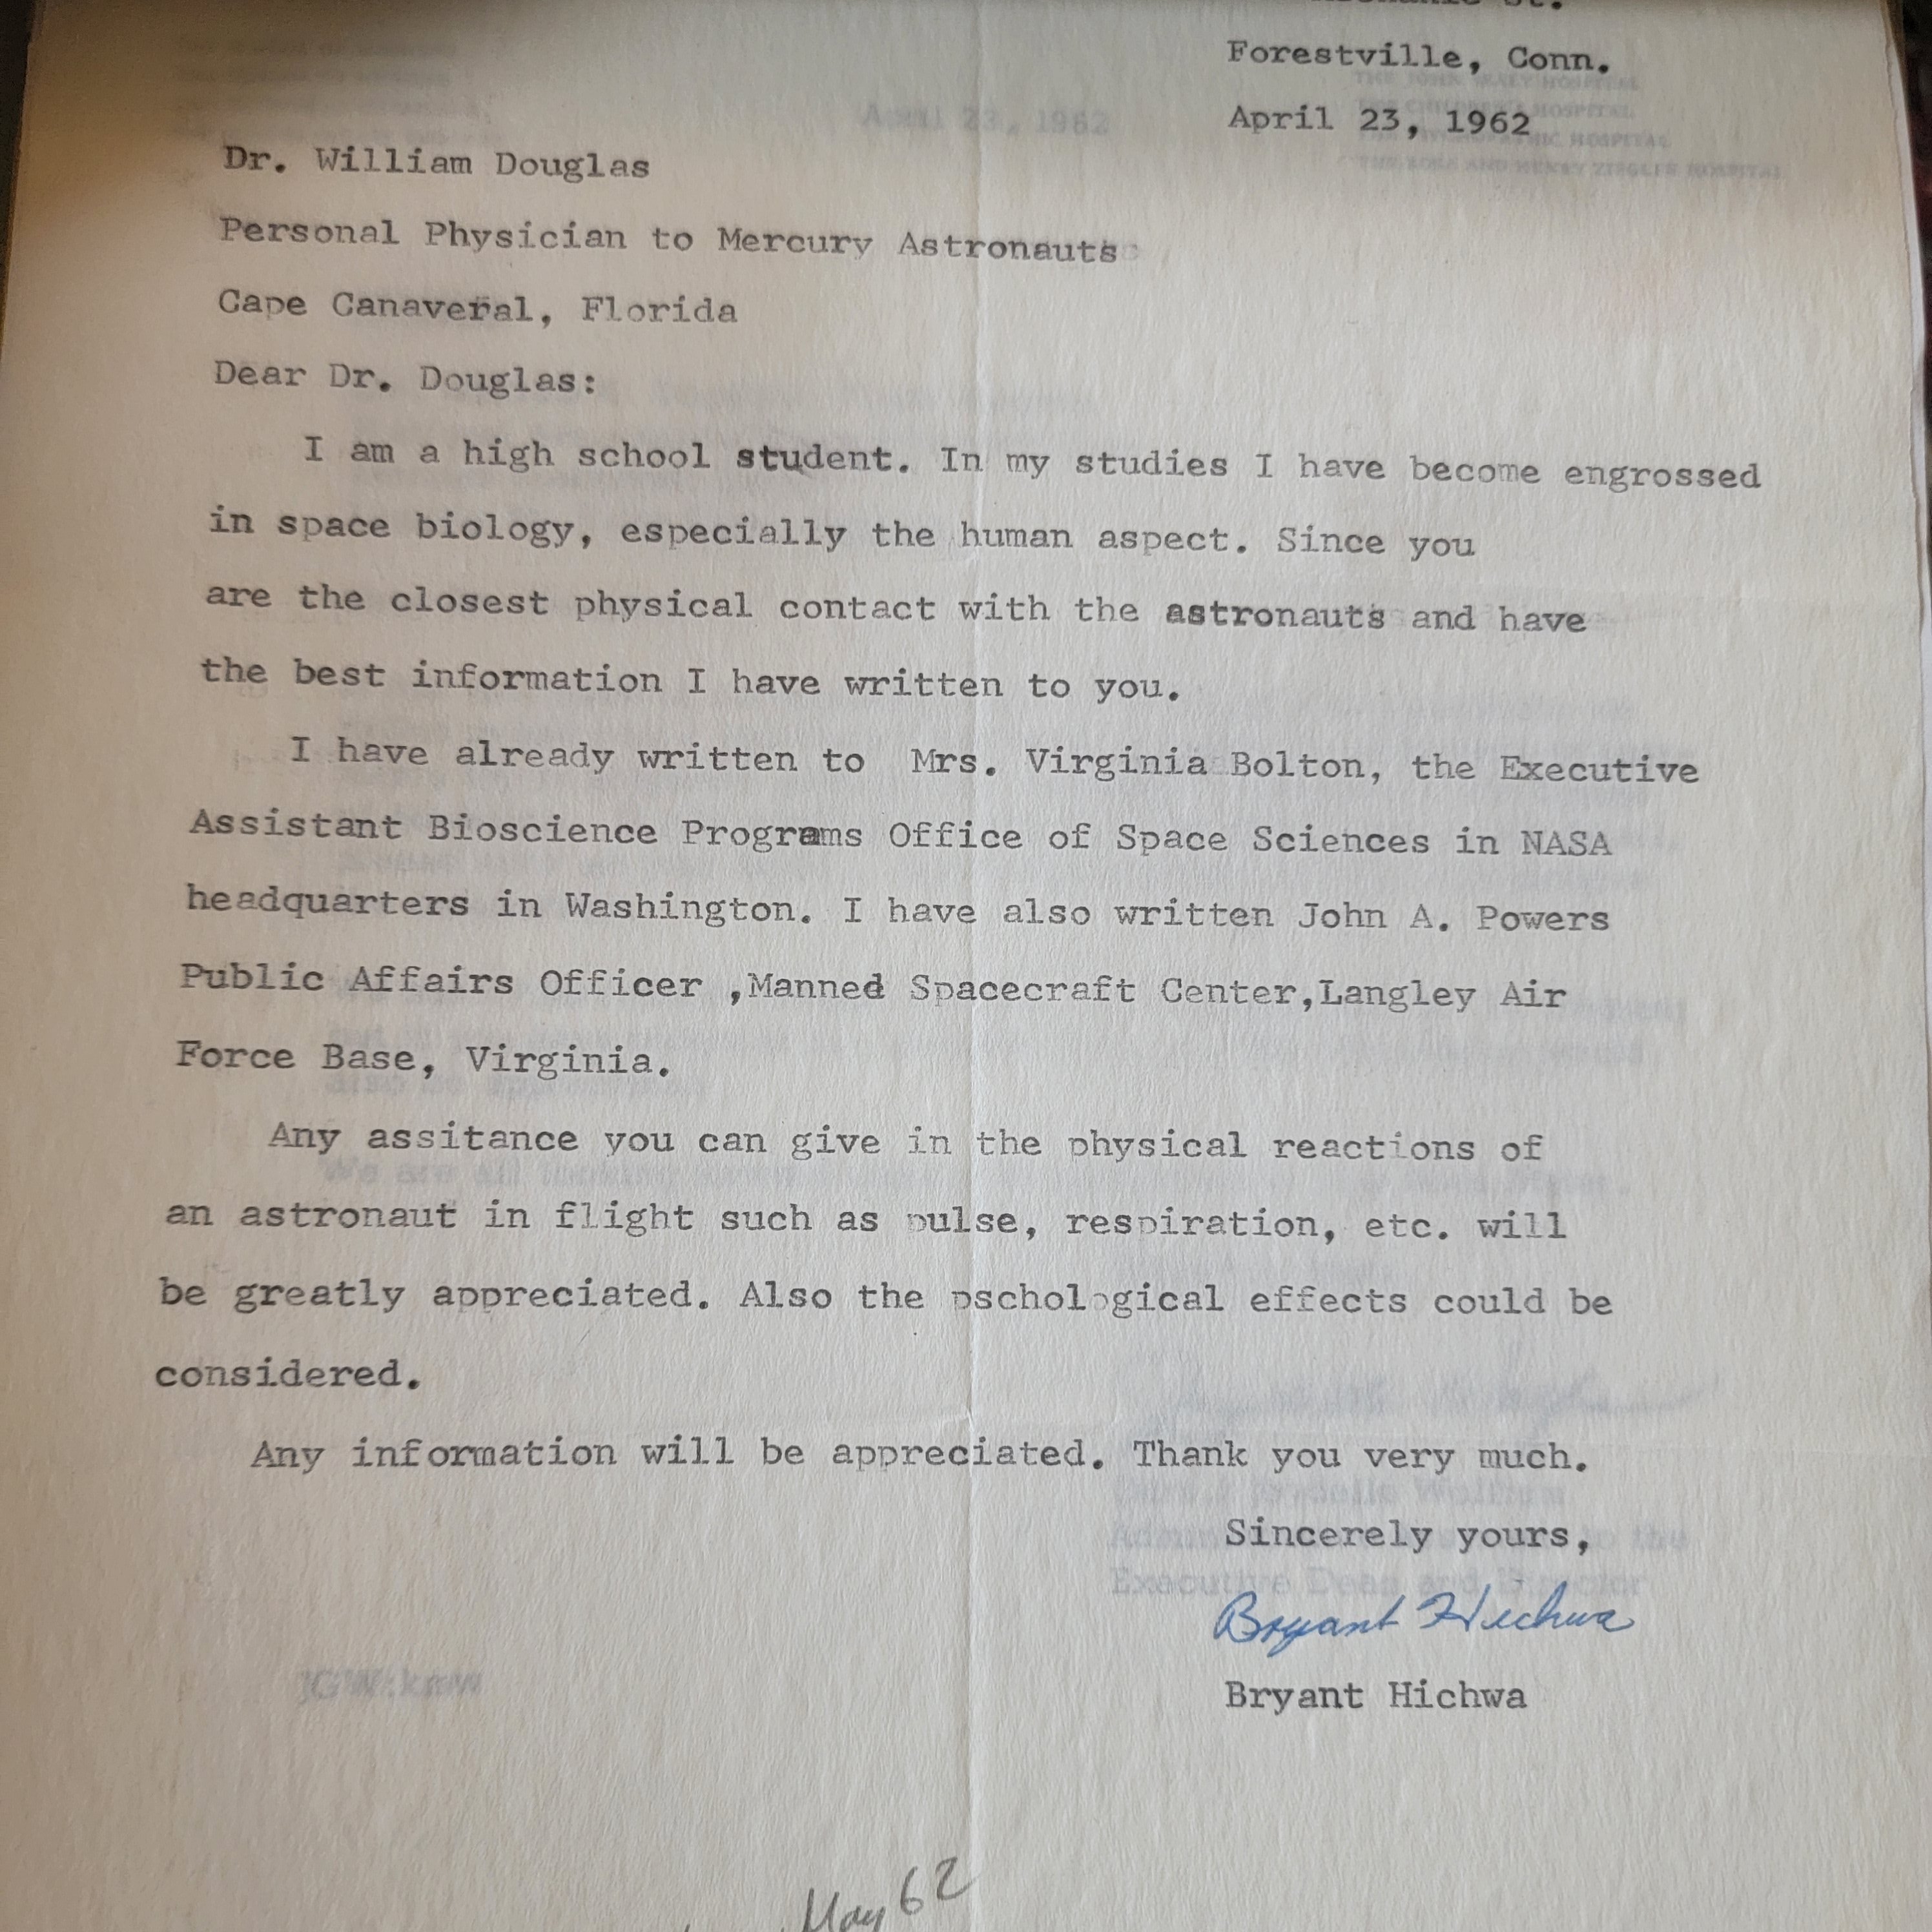 St.
Forestville, Conn.
April 23, 1962
Dr. William Douglas
Personal Physician to Mercury Astronauts
Cape Canaveral, Florida
Dear Dr. Douglas:
I am a high school student. In my studies I have become engrossed
in space biology, especially the human aspect. Since you
are the closest physical contact with the astronauts and have
the best information I have written to you.
I have already written to Mrs. Virginia Bolton, the Executive
Assistant Bioscience Programs Office of Space Sciences in NASA
headquarters in Washington. I have also written John A. Powers
Public Affairs Officer ,Manned Spacecraft Center,Langley Air
Force Base, Virginia.
Any assitance you can give in the physical reactions of
an astronaut in flight such as pulse, respiration, etc. will
be greatly appreciated. Also the pschological effects could be
considered.
Any information will be appreciated. Thank you very much.
Sincerely yours,
Bryant Hichwa
Bryant Hichwa
JGW:kmw
May 62